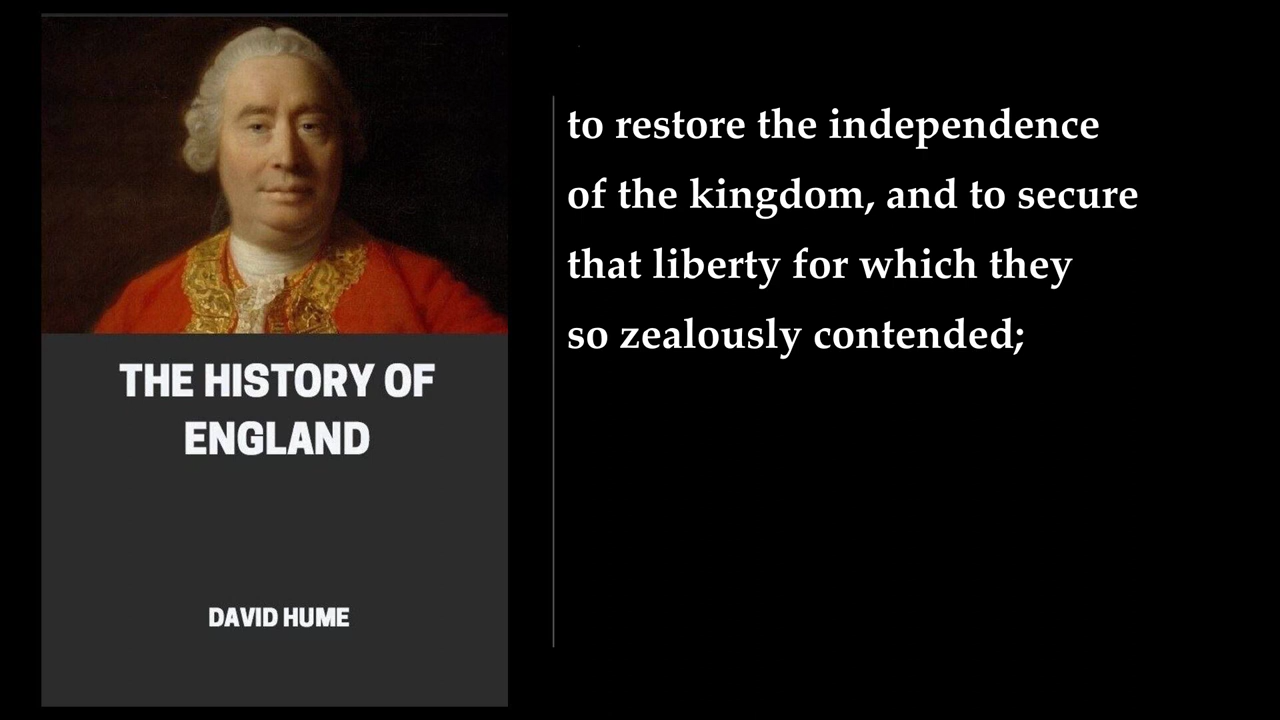 THE HISTORY OF
ENGLAND
DAVID HUME
to restore the independence
of the kingdom, and to secure
that liberty for which they
so zealously contended;